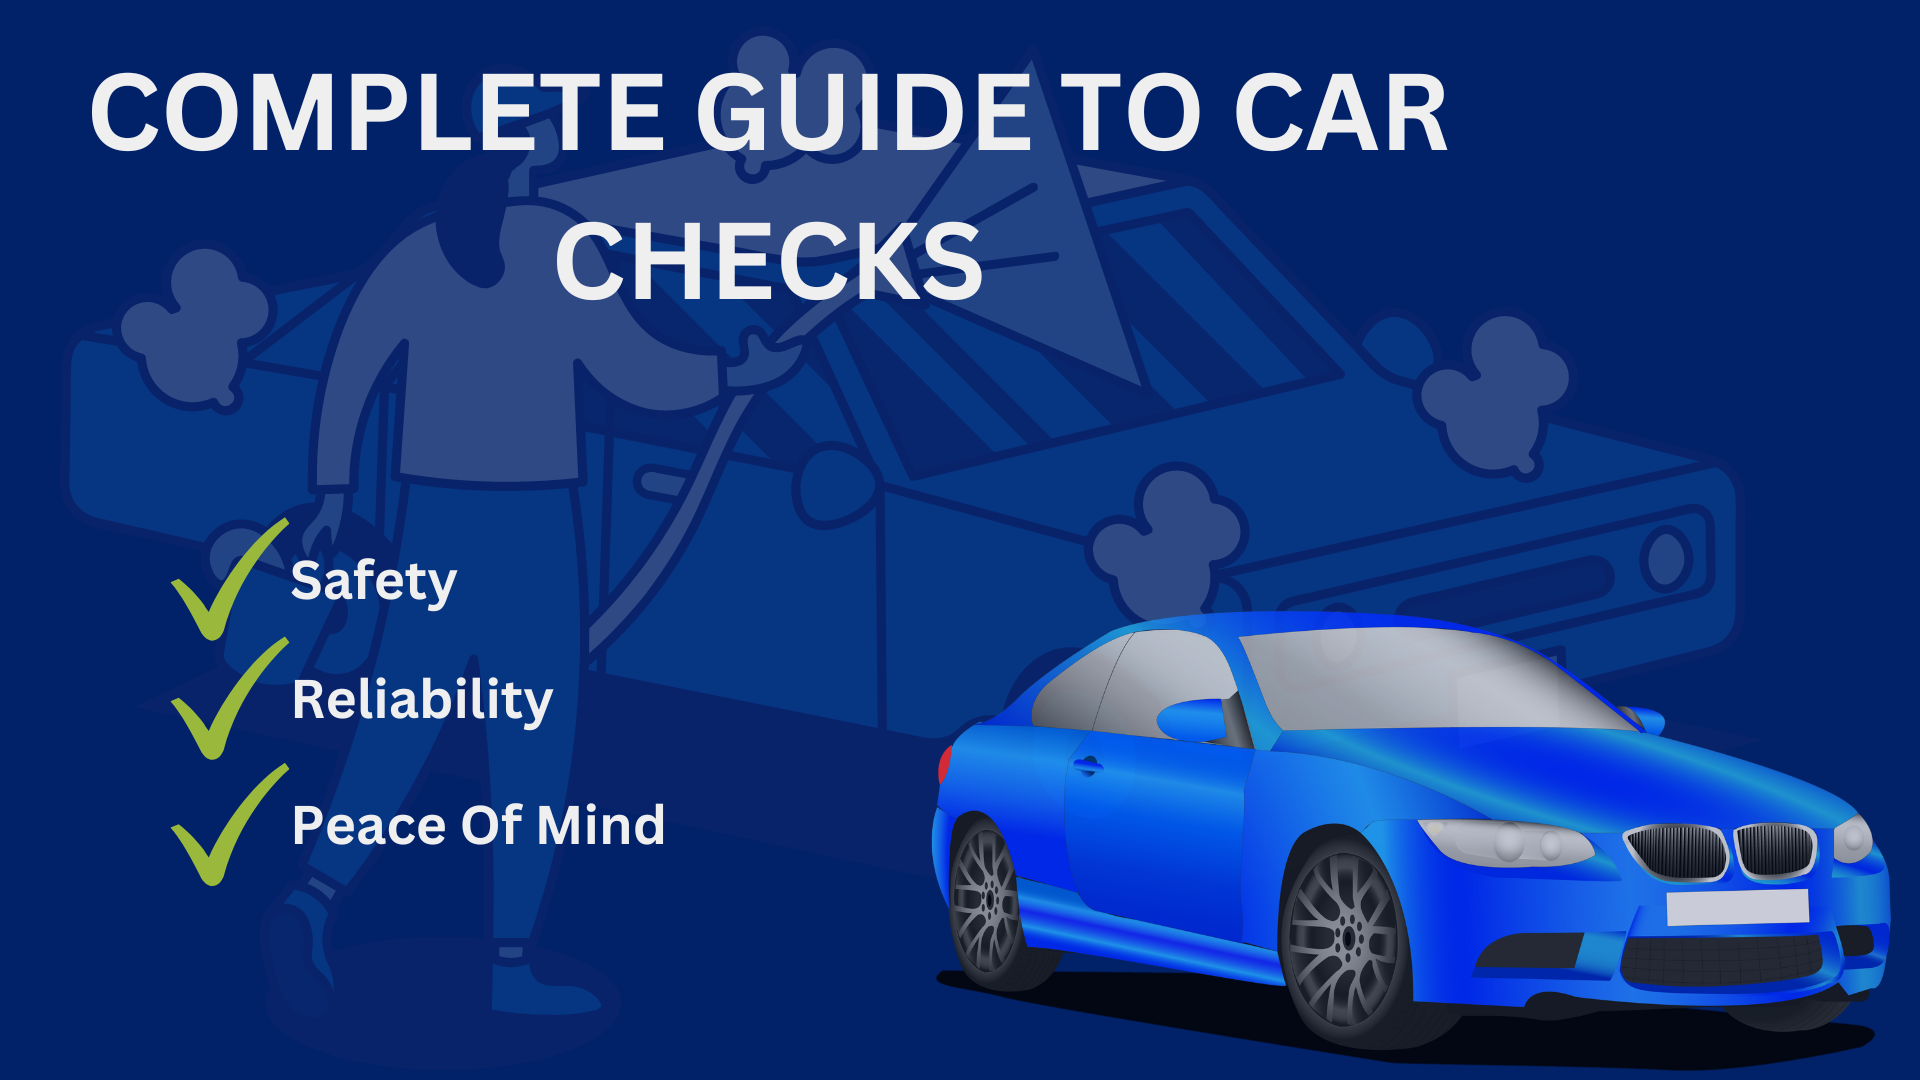 COMPLETE GUIDE TO CAR
CHECKS
Safety
Reliability
Peace Of Mind